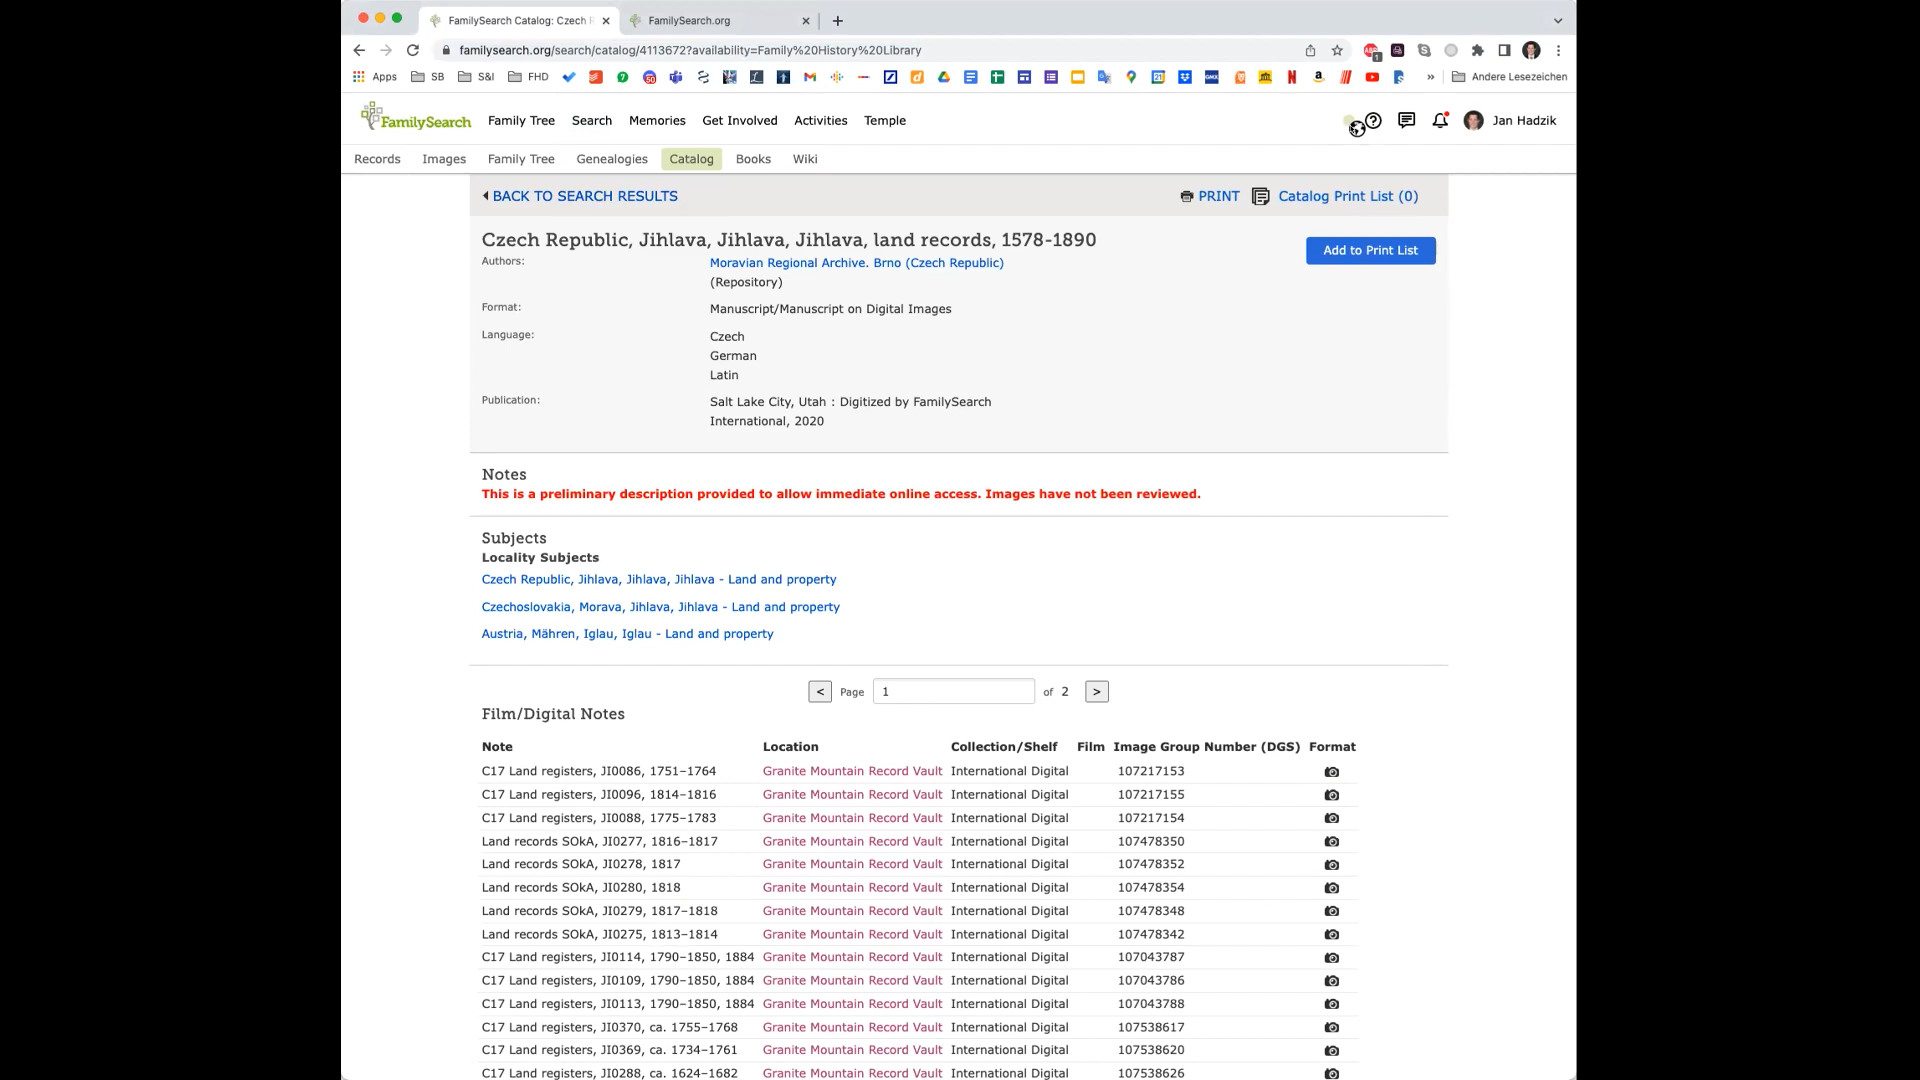 FamilySearch Catalog: Czech R
FamilySearch.org
familysearch.org/search/catalog/4113672?availability=Family%20History%20Library
Apps SB S&I FHD Andere Lesezeichen
FamilySearch Family Tree Search Memories Get Involved Activities Temple Jan Hadzik
Records Images Family Tree Genealogies Catalog Books Wiki
BACK TO SEARCH RESULTS PRINT Catalog Print List (0)
Czech Republic, Jihlava, Jihlava, Jihlava, land records, 1578-1890
Add to Print List
Authors: Moravian Regional Archive. Brno (Czech Republic)
(Repository)
Format: Manuscript/Manuscript on Digital Images
Language: Czech
German
Latin
Publication: Salt Lake City, Utah : Digitized by FamilySearch
International, 2020
Notes
This is a preliminary description provided to allow immediate online access. Images have not been reviewed.
Subjects
Locality Subjects
Czech Republic, Jihlava, Jihlava, Jihlava - Land and property
Czechoslovakia, Morava, Jihlava, Jihlava - Land and property
Austria, Mähren, Iglau, Iglau - Land and property
< Page 1 of 2 >
Film/Digital Notes
Note Location Collection/Shelf Film Image Group Number (DGS) Format
C17 Land registers, JI0086, 1751–1764 Granite Mountain Record Vault International Digital 107217153
C17 Land registers, JI0096, 1814–1816 Granite Mountain Record Vault International Digital 107217155
C17 Land registers, JI0088, 1775–1783 Granite Mountain Record Vault International Digital 107217154
Land records SOkA, JI0277, 1816–1817 Granite Mountain Record Vault International Digital 107478350
Land records SOkA, JI0278, 1817 Granite Mountain Record Vault International Digital 107478352
Land records SOkA, JI0280, 1818 Granite Mountain Record Vault International Digital 107478354
Land records SOkA, JI0279, 1817–1818 Granite Mountain Record Vault International Digital 107478348
Land records SOkA, JI0275, 1813–1814 Granite Mountain Record Vault International Digital 107478342
C17 Land registers, JI0114, 1790–1850, 1884 Granite Mountain Record Vault International Digital 107043787
C17 Land registers, JI0109, 1790–1850, 1884 Granite Mountain Record Vault International Digital 107043786
C17 Land registers, JI0113, 1790–1850, 1884 Granite Mountain Record Vault International Digital 107043788
C17 Land registers, JI0370, ca. 1755–1768 Granite Mountain Record Vault International Digital 107538617
C17 Land registers, JI0369, ca. 1734–1761 Granite Mountain Record Vault International Digital 107538620
C17 Land registers, JI0288, ca. 1624–1682 Granite Mountain Record Vault International Digital 107538626